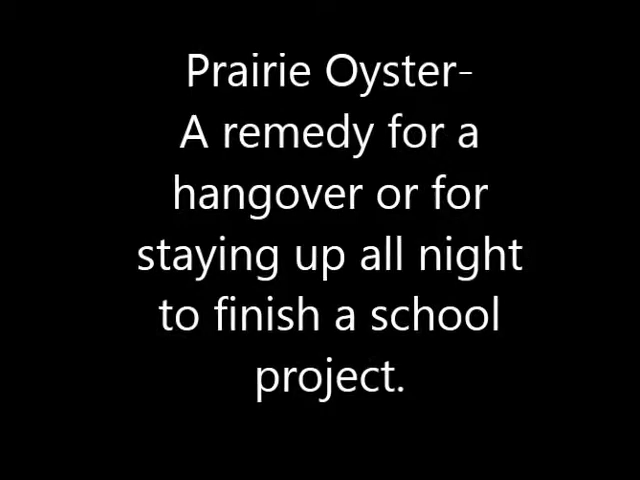 Prairie Oyster-
A remedy for a
hangover or for
staying up all night
to finish a school
project.